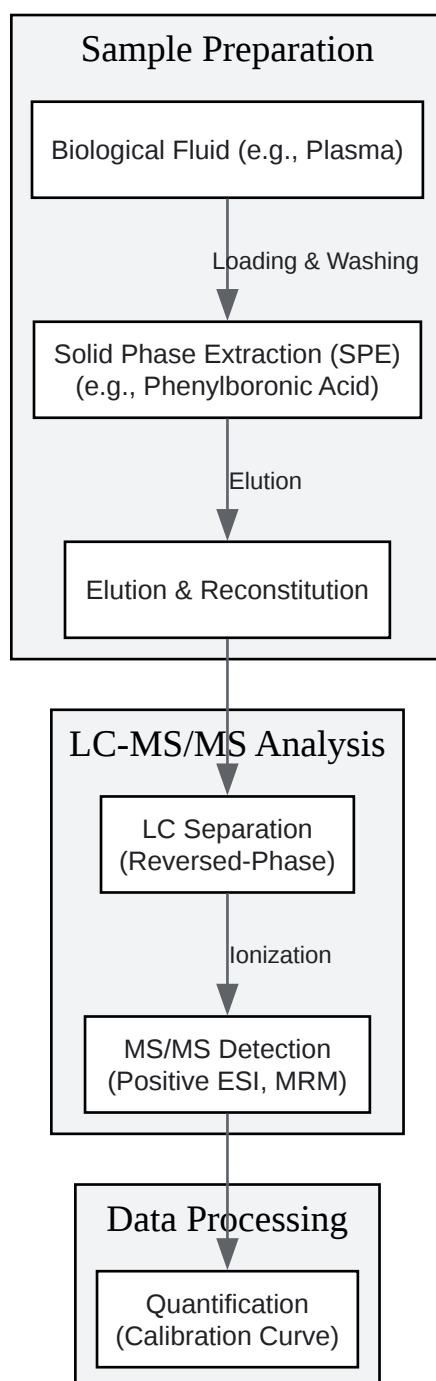 Sample Preparation
Biological Fluid (e.g., Plasma)
Loading & Washing
Solid Phase Extraction (SPE)
(e.g., Phenylboronic Acid)
Elution
Elution & Reconstitution
LC-MS/MS Analysis
LC Separation
(Reversed-Phase)
Ionization
MS/MS Detection
(Positive ESI, MRM)
Data Processing
Quantification
(Calibration Curve)